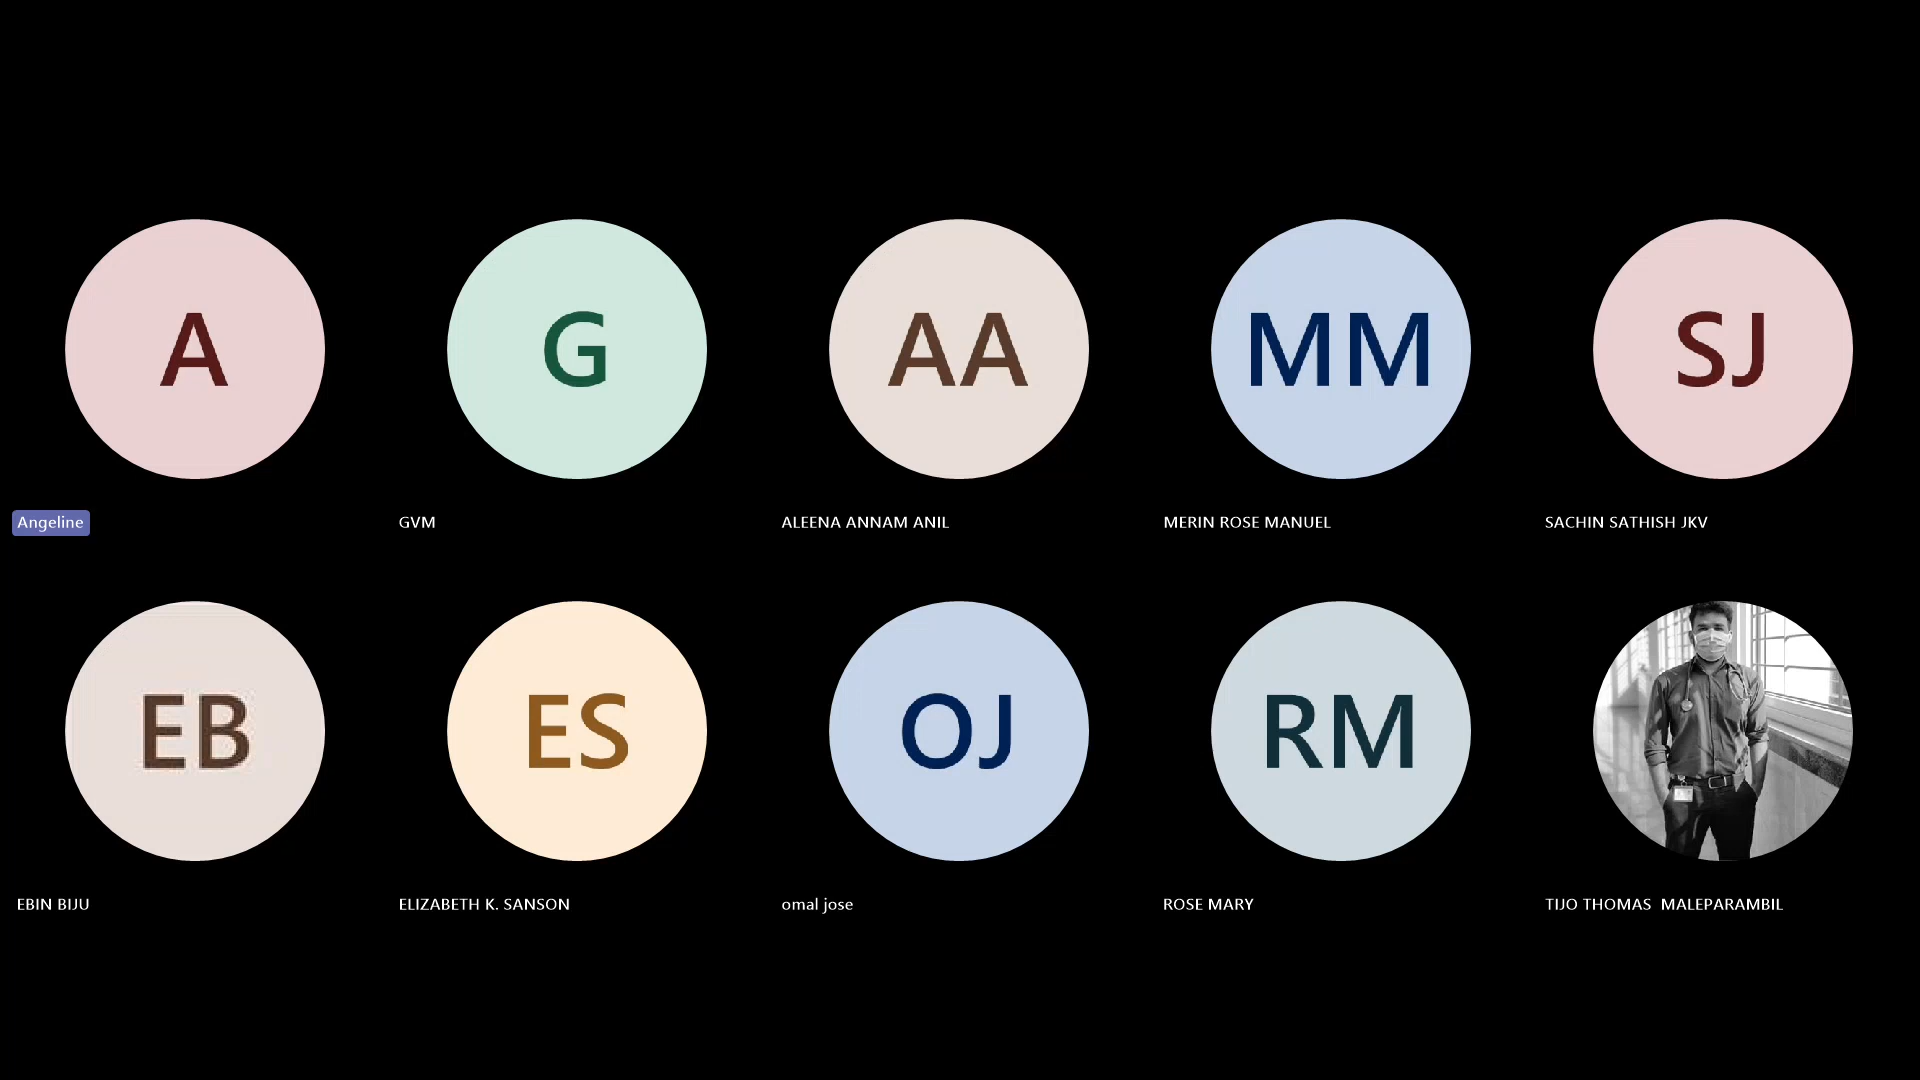 A
G
AA
MM
SJ
Angeline
GVM
ALEENA ANNAM ANIL
MERIN ROSE MANUEL
SACHIN SATHISH JKV
EB
ES
OJ
RM
EBIN BIJU
ELIZABETH K. SANSON
omal jose
ROSE MARY
TIJO THOMAS  MALEPARAMBIL